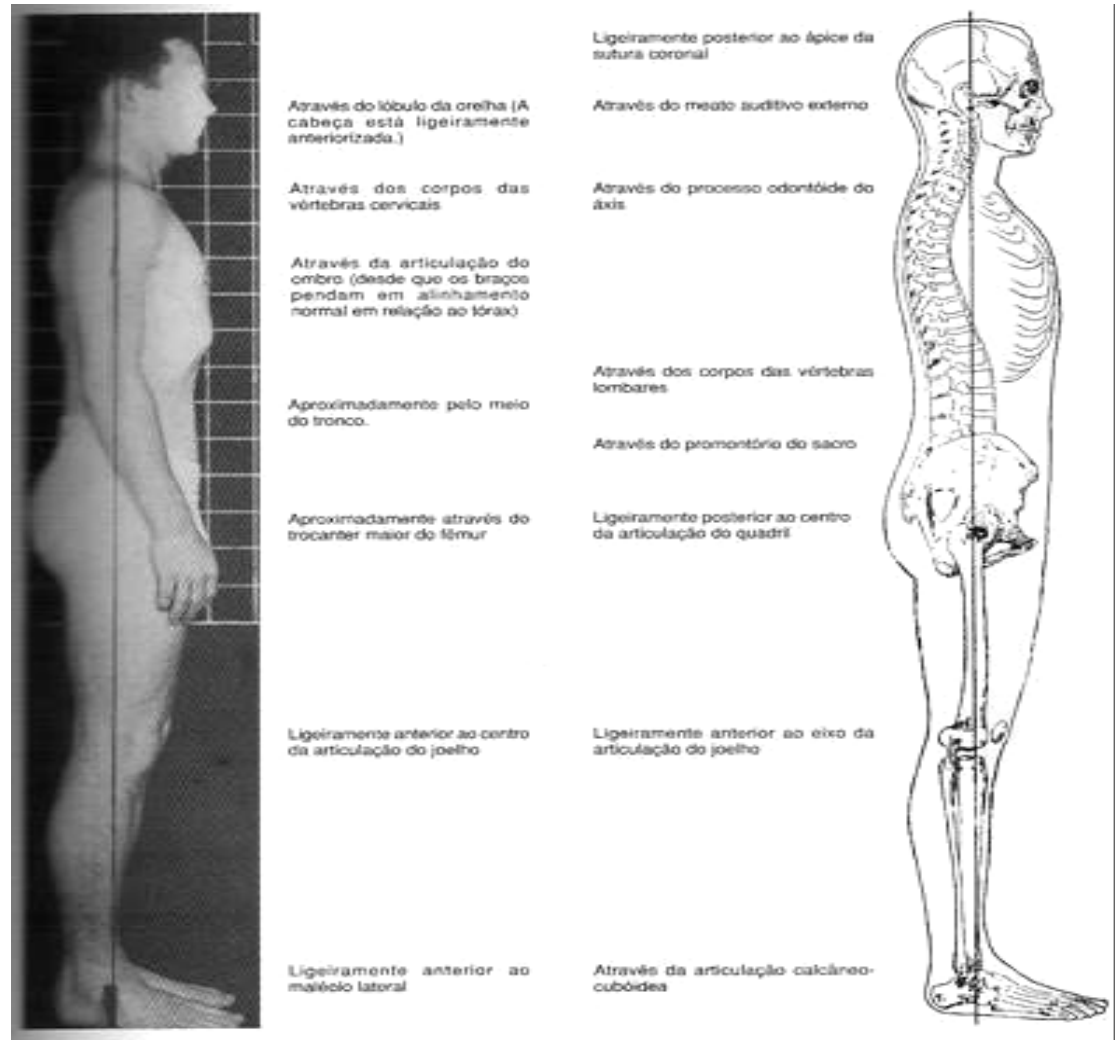 Através do lóbulo da orelha (A
cabeça está ligeiramente
anteriorizada.)
Através dos corpos das
vértebras cervicais
Através da articulação do
ombro (desde que os braços
pendam em alinhamento
normal em relação ao tórax)
Aproximadamente pelo meio
do tronco.
Aproximadamente através do
trocanter maior do fêmur
Ligeiramente anterior ao centro
da articulação do joelho
Ligeiramente anterior ao
maléolo lateral
Ligeiramente posterior ao ápice da
sutura coronal
Através do meato auditivo externo
Através do processo odontóide do
áxis
Através dos corpos das vértebras
lombares
Através do promontório do sacro
Ligeiramente posterior ao centro
da articulação do quadril
Ligeiramente anterior ao eixo da
articulação do joelho
Através da articulação calcâneo-
cubóidea